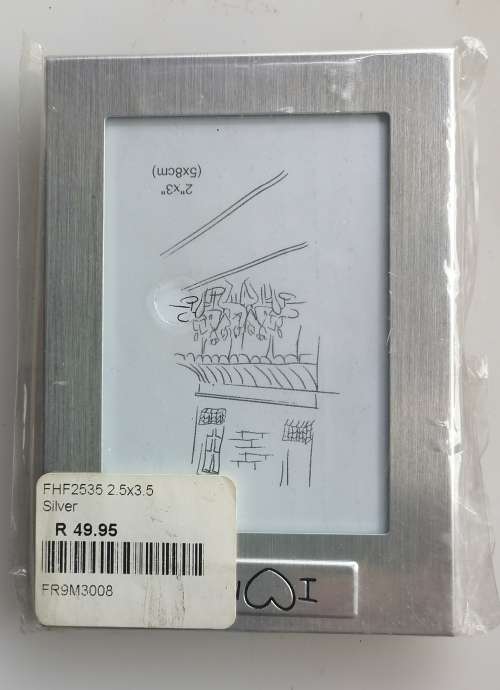 2"x3"
(5x8cm)
FHF2535 2.5x3.5
Silver
R 49.95
FR9M3008
I ♡